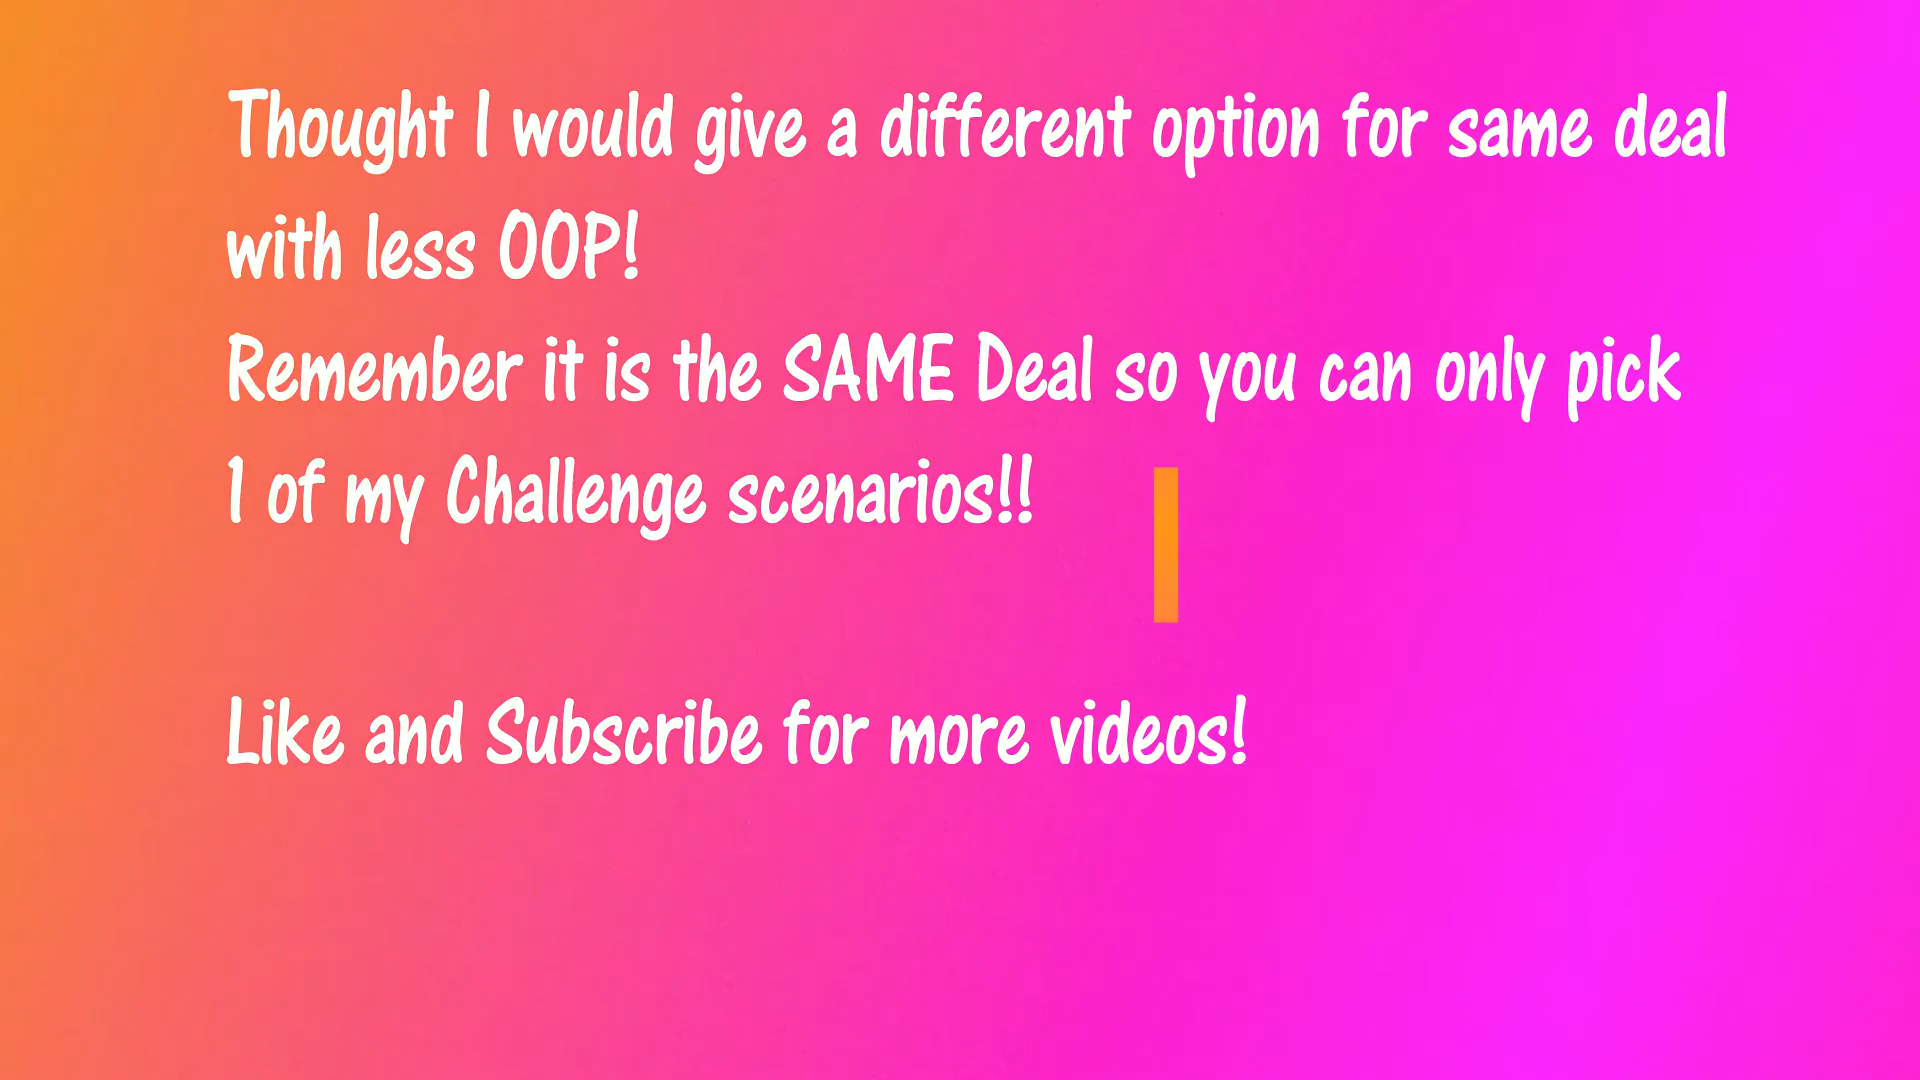 Thought I would give a different option for same deal
with less OOP!
Remember it is the SAME Deal so you can only pick
1 of my Challenge scenarios!!
Like and Subscribe for more videos!